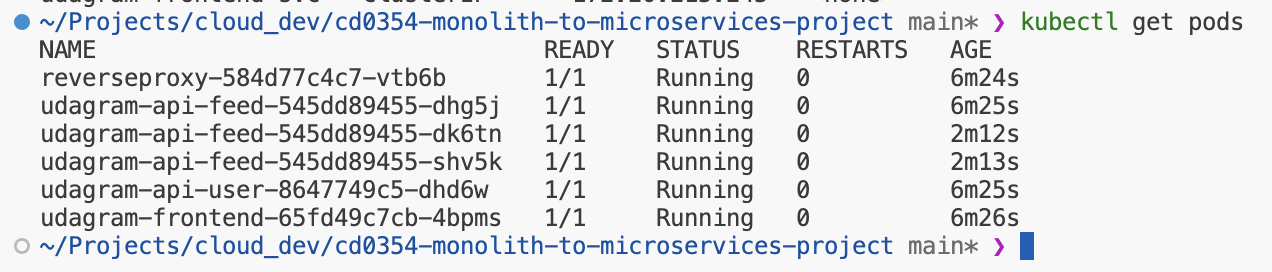 ~/Projects/cloud_dev/cd0354-monolith-to-microservices-project main* ❯ kubectl get pods
NAME READY STATUS RESTARTS AGE
reverseproxy-584d77c4c7-vtb6b 1/1 Running 0 6m24s
udagram-api-feed-545dd89455-dhg5j 1/1 Running 0 6m25s
udagram-api-feed-545dd89455-dk6tn 1/1 Running 0 2m12s
udagram-api-feed-545dd89455-shv5k 1/1 Running 0 2m13s
udagram-api-user-8647749c5-dhd6w 1/1 Running 0 6m25s
udagram-frontend-65fd49c7cb-4bpms 1/1 Running 0 6m26s
~/Projects/cloud_dev/cd0354-monolith-to-microservices-project main* ❯